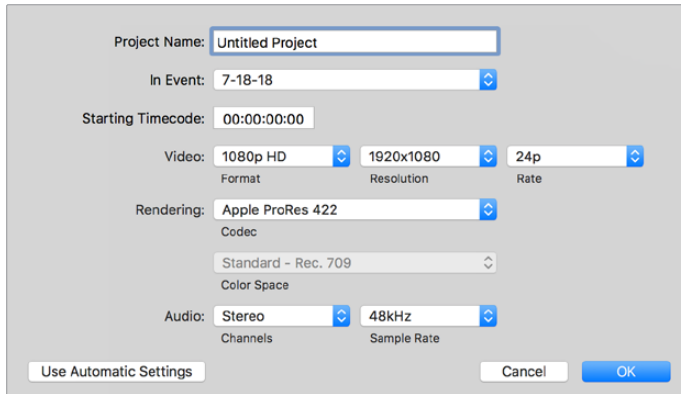 Project Name: Untitled Project
In Event: 7-18-18
Starting Timecode: 00:00:00:00
Video: 1080p HD 1920x1080 24p
Format Resolution Rate
Rendering: Apple ProRes 422
Codec
Standard - Rec. 709
Color Space
Audio: Stereo 48kHz
Channels Sample Rate
Use Automatic Settings Cancel OK